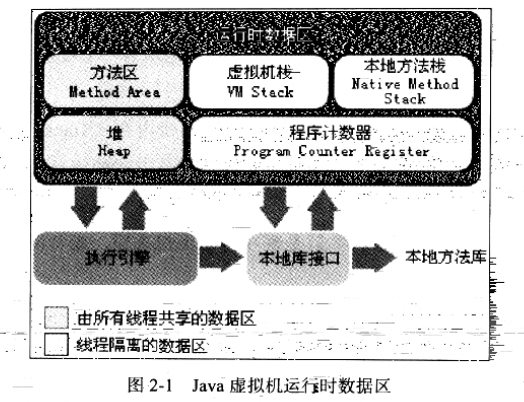 运行时数据区
方法区
Method Area
虚拟机栈
VM Stack
本地方法栈
Native Method
Stack
堆
Heap
程序计数器
Program Counter Register
执行引擎
本地库接口
本地方法库
由所有线程共享的数据区
线程隔离的数据区
图 2-1 Java 虚拟机运行时数据区